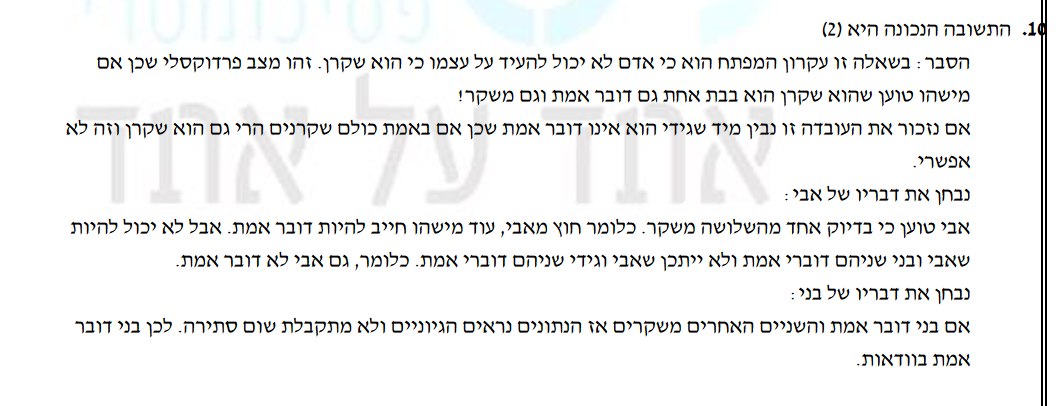 10. התשובה הנכונה היא (2)
הסבר: בשאלה זו עקרון המפתח הוא כי אדם לא יכול להעיד על עצמו כי הוא שקרן. זהו מצב פרדוקסלי שכן אם
מישהו טוען שהוא שקרן הוא בבת אחת גם דובר אמת וגם משקר!
אם נזכור את העובדה זו נבין מיד שגידי הוא אינו דובר אמת שכן אם באמת כולם שקרנים הרי גם הוא שקרן וזה לא
אפשרי.
נבחן את דבריו של אבי:
אבי טוען כי בדיוק אחד מהשלושה משקר. כלומר חוץ מאבי, עוד מישהו חייב להיות דובר אמת. אבל לא יכול להיות
שאבי ובני שניהם דוברי אמת ולא ייתכן שאבי וגידי שניהם דוברי אמת. כלומר, גם אבי לא דובר אמת.
נבחן את דבריו של בני:
אם בני דובר אמת והשניים האחרים משקרים אז הנתונים נראים הגיוניים ולא מתקבלת שום סתירה. לכן בני דובר
אמת בוודאות.
אחד על אחד